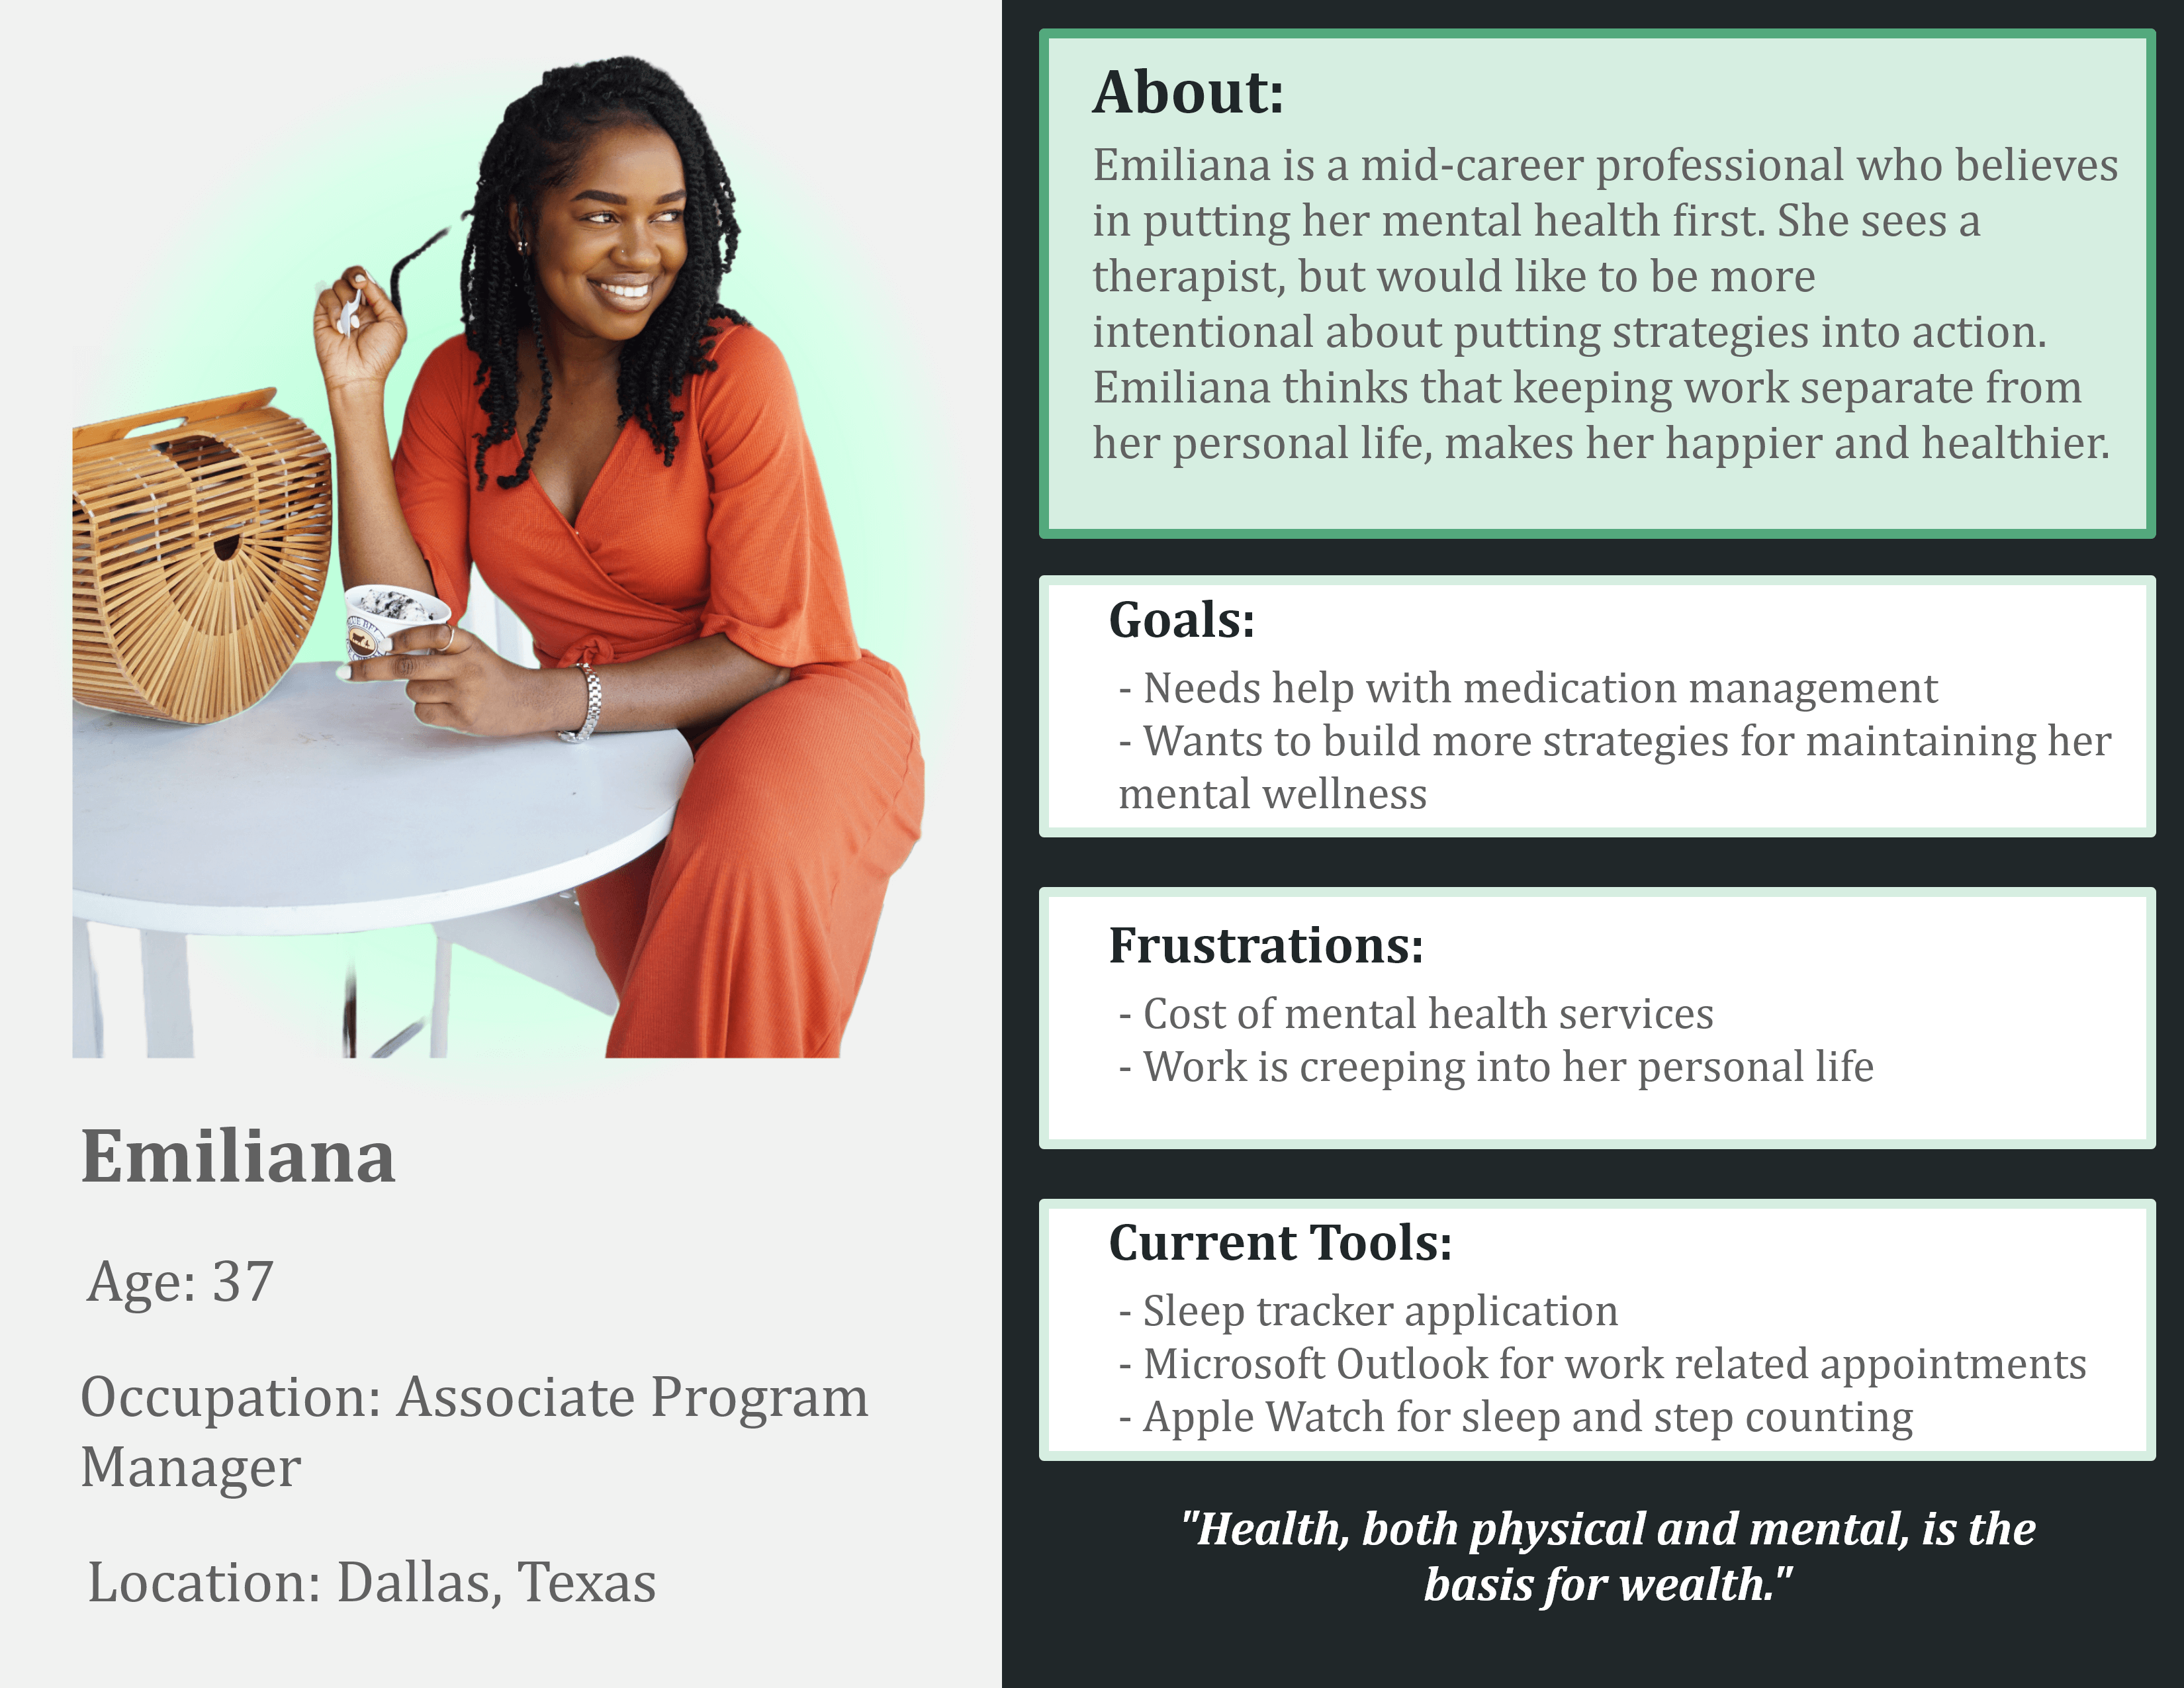 Emiliana
Age: 37
Occupation: Associate Program
Manager
Location: Dallas, Texas
About:
Emiliana is a mid-career professional who believes
in putting her mental health first. She sees a
therapist, but would like to be more
intentional about putting strategies into action.
Emiliana thinks that keeping work separate from
her personal life, makes her happier and healthier.
Goals:
- Needs help with medication management
- Wants to build more strategies for maintaining her
mental wellness
Frustrations:
- Cost of mental health services
- Work is creeping into her personal life
Current Tools:
- Sleep tracker application
- Microsoft Outlook for work related appointments
- Apple Watch for sleep and step counting
"Health, both physical and mental, is the
basis for wealth."